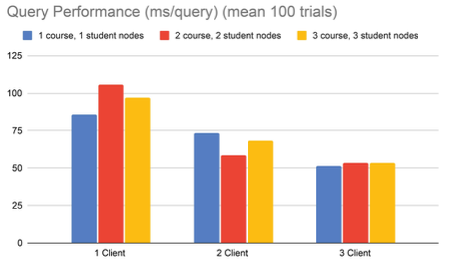 Query Performance (ms/query) (mean 100 trials)
1 course, 1 student nodes 2 course, 2 student nodes 3 course, 3 student nodes
125
100
75
50
25
0
1 Client 2 Client 3 Client